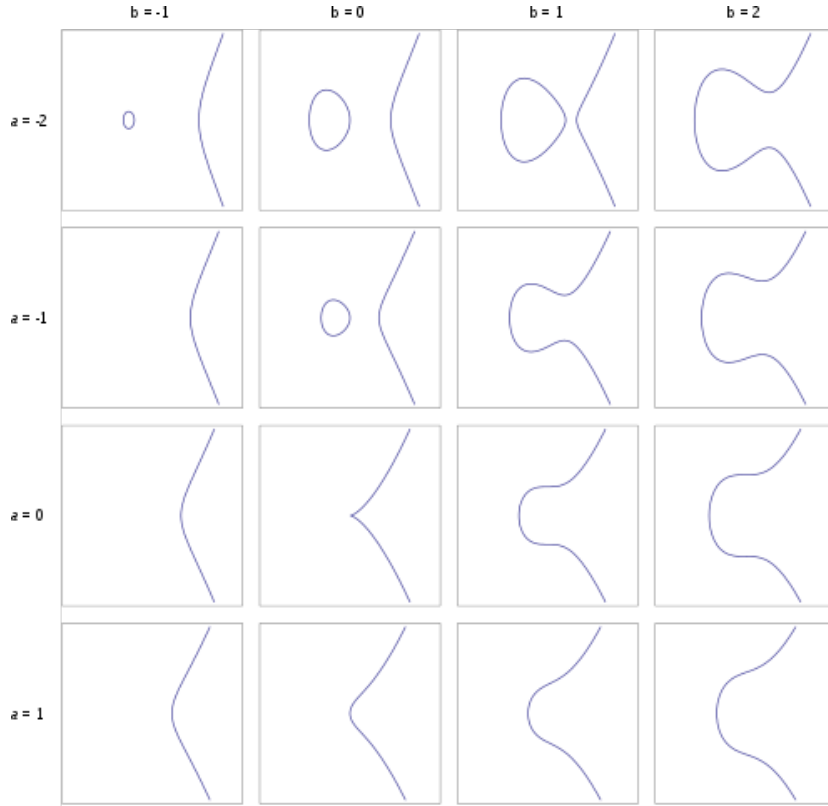 b = -1 b = 0 b = 1 b = 2
a = -2
a = -1
a = 0
a = 1